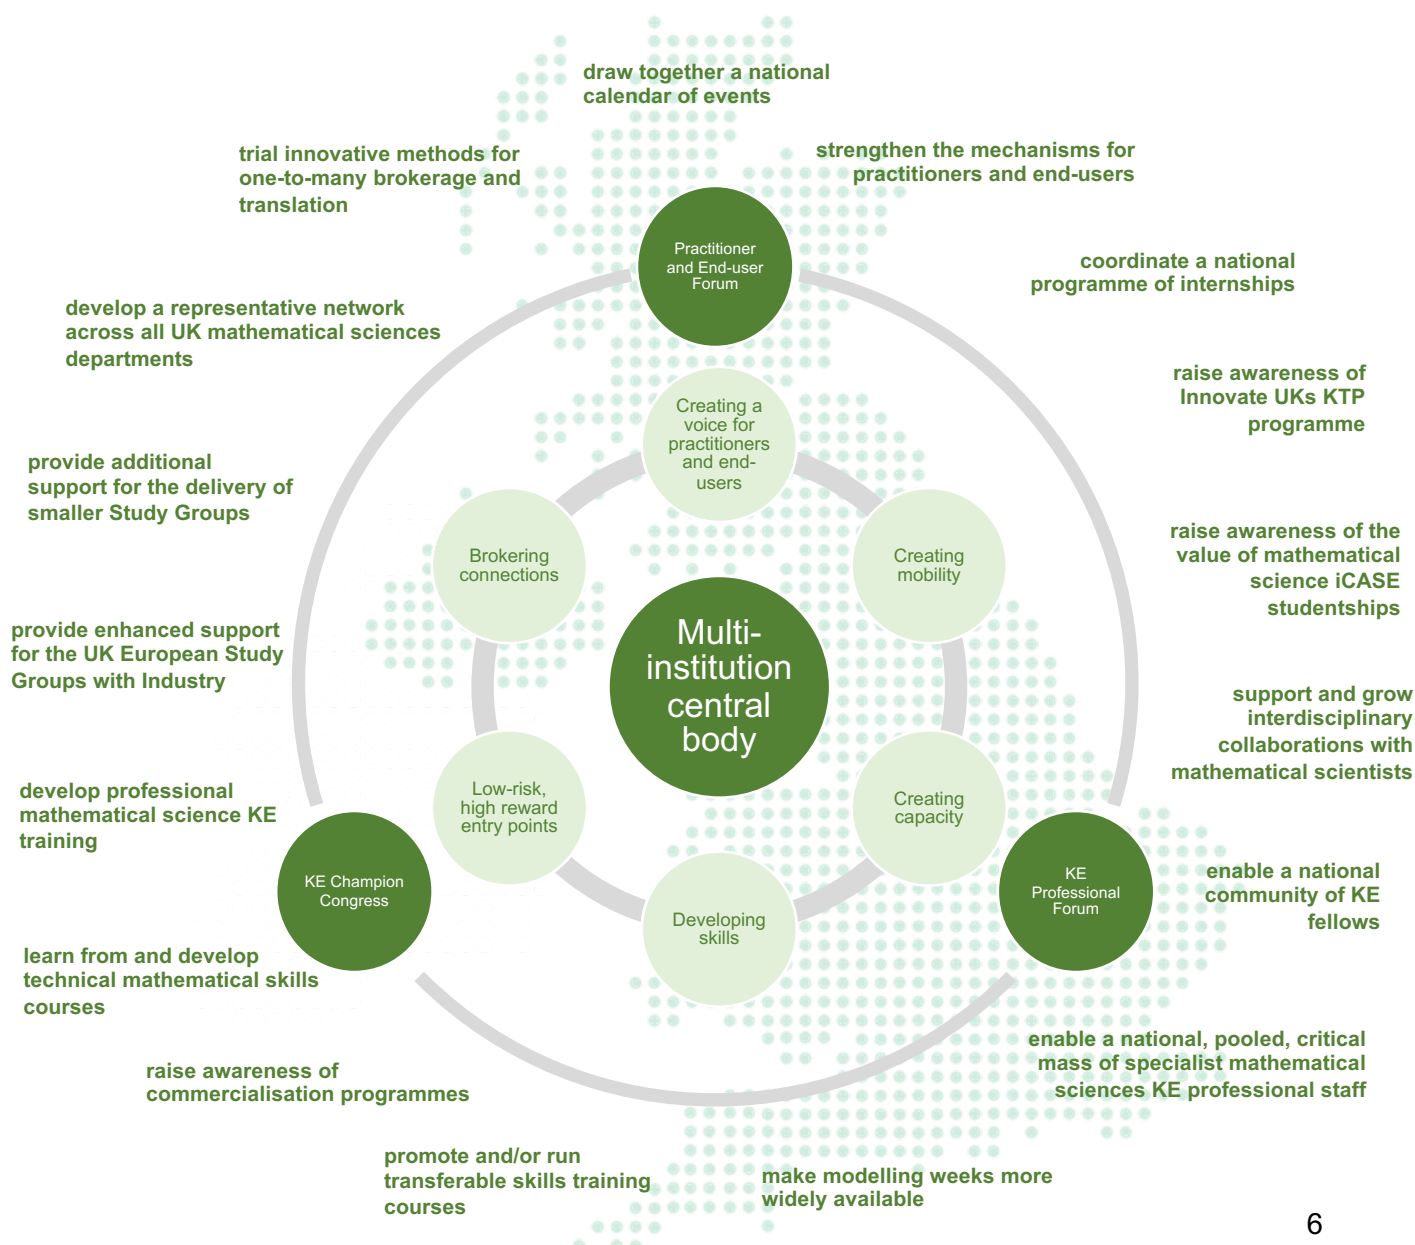 draw together a national
calendar of events
trial innovative methods for
one-to-many brokerage and
translation
strengthen the mechanisms for
practitioners and end-users
Practitioner
and End-user
Forum
coordinate a national
programme of internships
develop a representative network
across all UK mathematical sciences
departments
raise awareness of
Innovate UKs KTP
programme
Creating a
voice for
practitioners
and end-
users
provide additional
support for the delivery of
smaller Study Groups
Brokering
connections
Creating
mobility
raise awareness of the
value of mathematical
science iCASE
studentships
provide enhanced support
for the UK European Study
Groups with Industry
Multi-
institution
central
body
support and grow
interdisciplinary
collaborations with
mathematical scientists
develop professional
mathematical science KE
training
Low-risk,
high reward
entry points
Creating
capacity
KE Champion
Congress
KE
Professional
Forum
enable a national
community of KE
fellows
Developing
skills
learn from and develop
technical mathematical skills
courses
enable a national, pooled, critical
mass of specialist mathematical
sciences KE professional staff
raise awareness of
commercialisation programmes
promote and/or run
transferable skills training
courses
make modelling weeks more
widely available
6